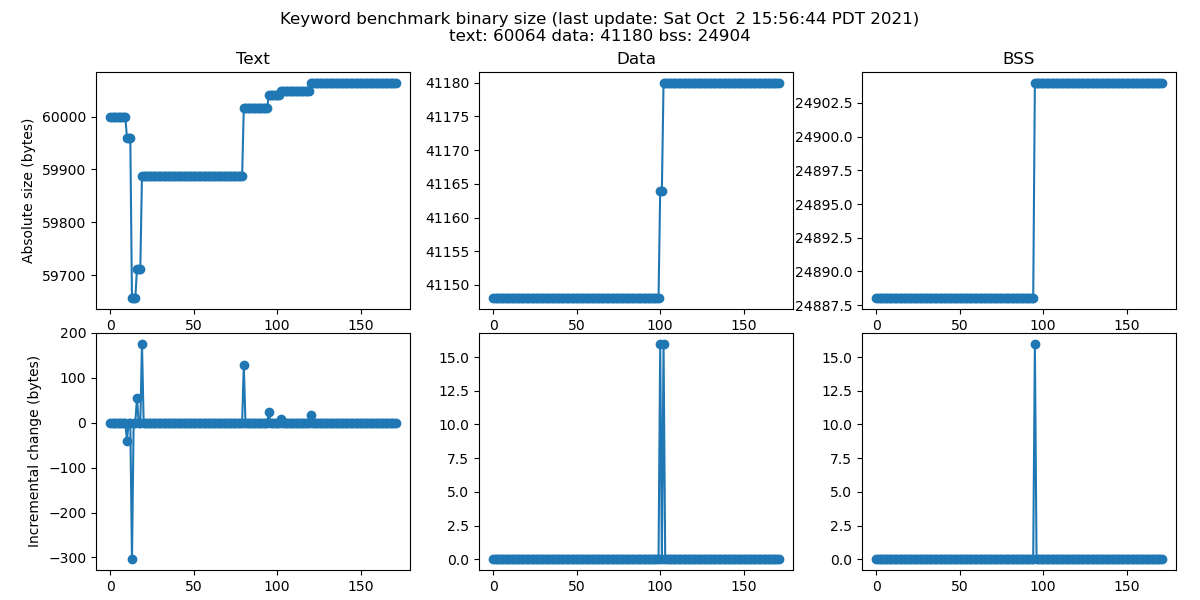 Keyword benchmark binary size (last update: Sat Oct  2 15:56:44 PDT 2021)
text: 60064 data: 41180 bss: 24904
Text
Data
BSS
Absolute size (bytes)
60000
59900
59800
59700
0 50 100 150
41180
41175
41170
41165
41160
41155
41150
0 50 100 150
24902.5
24900.0
24897.5
24895.0
24892.5
24890.0
24887.5
0 50 100 150
Incremental change (bytes)
200
100
0
−100
−200
−300
0 50 100 150
15.0
12.5
10.0
7.5
5.0
2.5
0.0
0 50 100 150
15.0
12.5
10.0
7.5
5.0
2.5
0.0
0 50 100 150